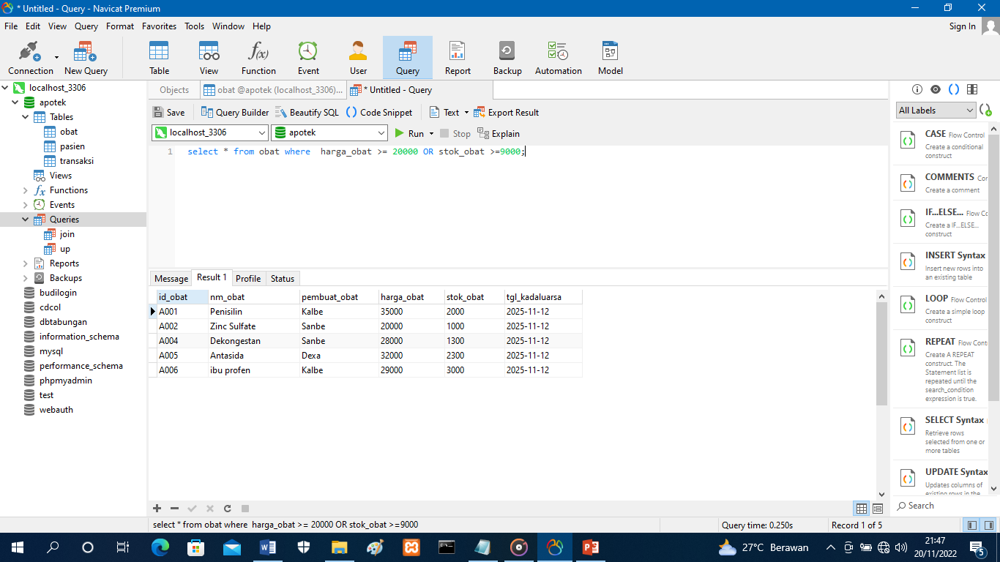 * Untitled - Query - Navicat Premium
File Edit View Query Format Favorites Tools Window Help Sign In
Connection New Query Table View Function Event User Query Report Backup Automation Model
f(x)
localhost_3306
apotek
Tables
obat
pasien
transaksi
Views
Functions
Events
Queries
join
up
Reports
Backups
budilogin
cdcol
dbtabungan
information_schema
mysql
performance_schema
phpmyadmin
test
webauth
Objects obat @apotek (localhost_3306)... * Untitled - Query
Save Query Builder Beautify SQL Code Snippet Text Export Result
localhost_3306 apotek Run Stop Explain
1 select * from obat where  harga_obat >= 20000 OR stok_obat >=9000;
Message Result 1 Profile Status
id_obat nm_obat pembuat_obat harga_obat stok_obat tgl_kadaluarsa
A001 Penisilin Kalbe 35000 2000 2025-11-12
A002 Zinc Sulfate Sanbe 20000 1000 2025-11-12
A004 Dekongestan Sanbe 28000 1300 2025-11-12
A005 Antasida Dexa 32000 2300 2025-11-12
A006 ibu profen Kalbe 29000 3000 2025-11-12
All Labels
CASE Flow Control
Create a conditional
construct
COMMENTS Cor
Create a comment
IF...ELSE... Flow Cc
Create a IF...ELSE...
construct
INSERT Syntax
Insert new rows into
an existing table
LOOP Flow Control
Create a simple loop
construct
REPEAT Flow Cont
Create A REPEAT
construct. The
Statement list is
repeated until the
search_condition
expression is true.
SELECT Syntax
Retrieve rows
selected from one or
more tables
UPDATE Syntax
Updates columns of
existing rows in the
Search
select * from obat where  harga_obat >= 20000 OR stok_obat >=9000 Query time: 0.250s Record 1 of 5
27°C Berawan
21:47
20/11/2022
5